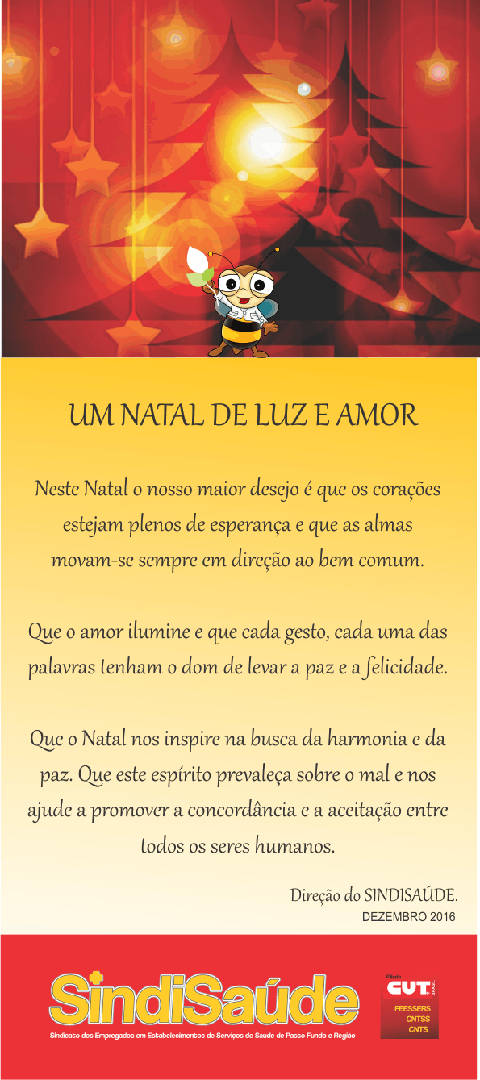 UM NATAL DE LUZ E AMOR
Neste Natal o nosso maior desejo é que os corações
estejam plenos de esperança e que as almas
movam-se sempre em direção ao bem comum.
Que o amor ilumine e que cada gesto, cada uma das
palavras tenham o dom de levar a paz e a felicidade.
Que o Natal nos inspire na busca da harmonia e da
paz. Que este espírito prevaleça sobre o mal e nos
ajude a promover a concordância e a aceitação entre
todos os seres humanos.
Direção do SINDISAÚDE.
DEZEMBRO 2016
SindiSaúde
Sindicato dos Empregados em Estabelecimentos de Serviços de Saúde de Passo Fundo e Região
CUT
FEESSERS
CNTSS
CNTS